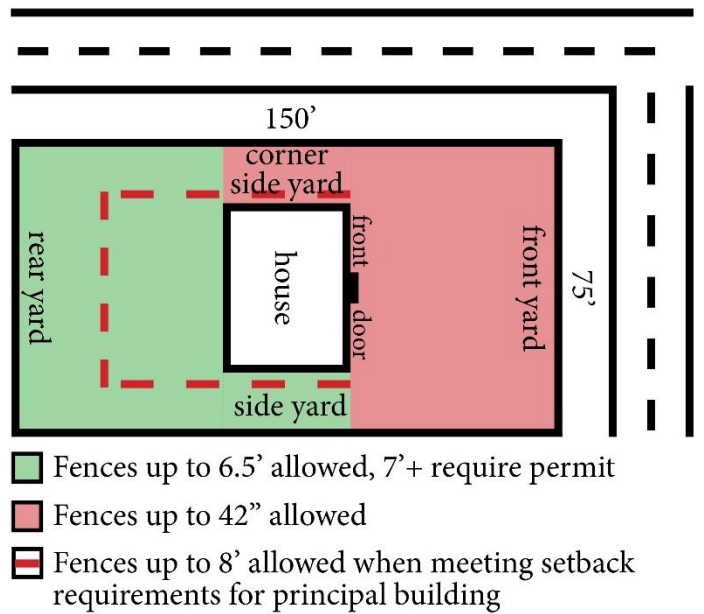 150’
corner
side yard
rear yard
house
front
door
front yard
75’
side yard
Fences up to 6.5’ allowed, 7’+ require permit
Fences up to 42” allowed
Fences up to 8’ allowed when meeting setback
requirements for principal building